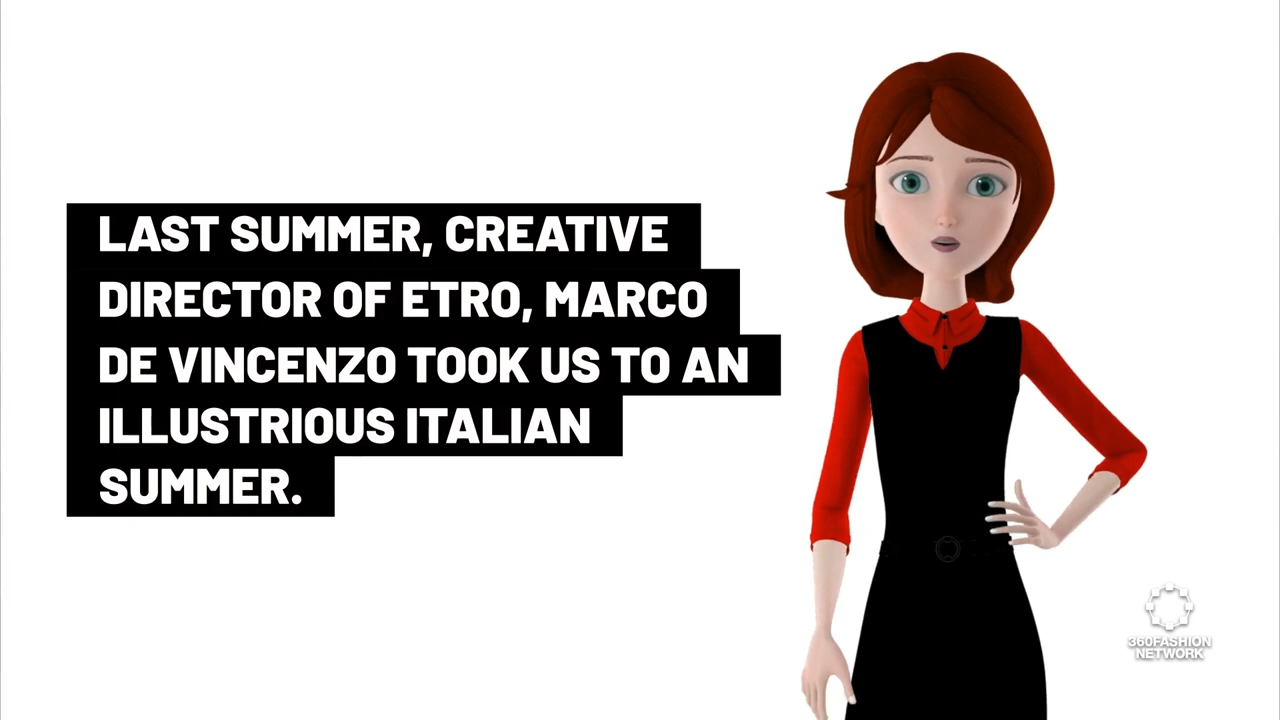 LAST SUMMER, CREATIVE
DIRECTOR OF ETRO, MARCO
DE VINCENZO TOOK US TO AN
ILLUSTRIOUS ITALIAN
SUMMER.
360FASHION
NETWORK